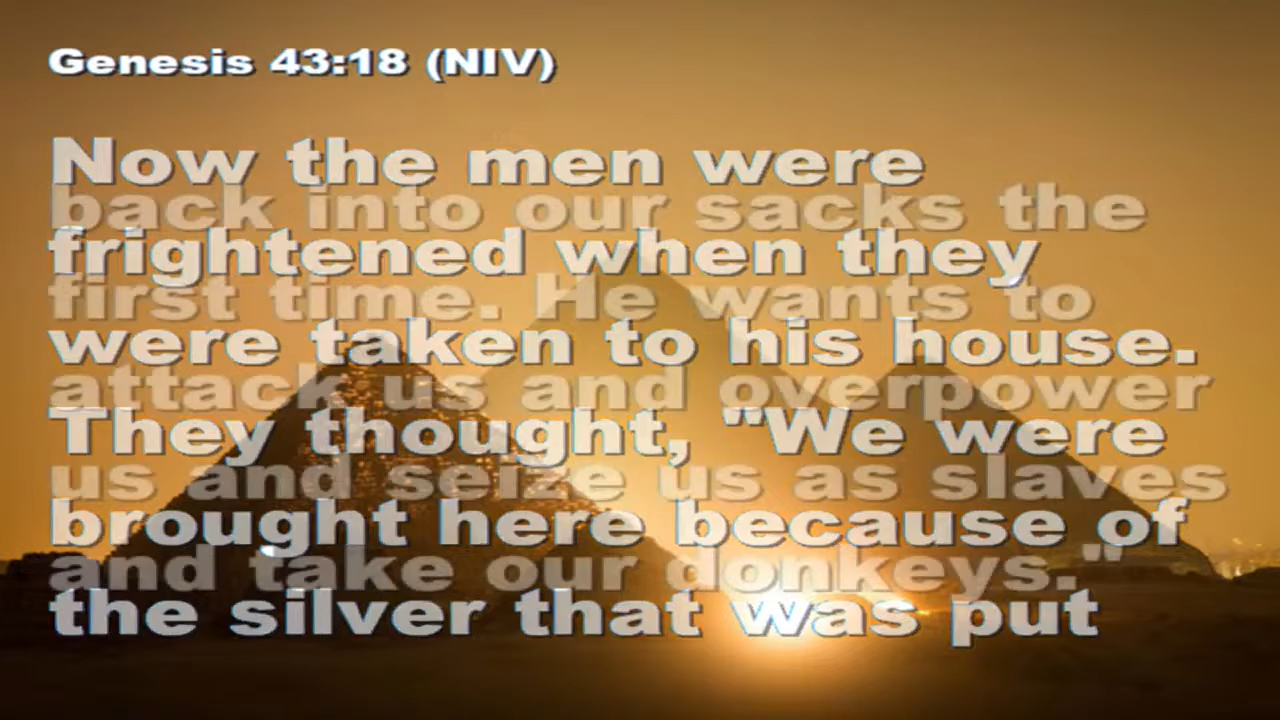 Genesis 43:18 (NIV)
Now the men were
frightened when they
were taken to his house.
They thought, "We were
brought here because of
the silver that was put
back into our sacks the
first time. He wants to
attack us and overpower
us and seize us as slaves
and take our donkeys."